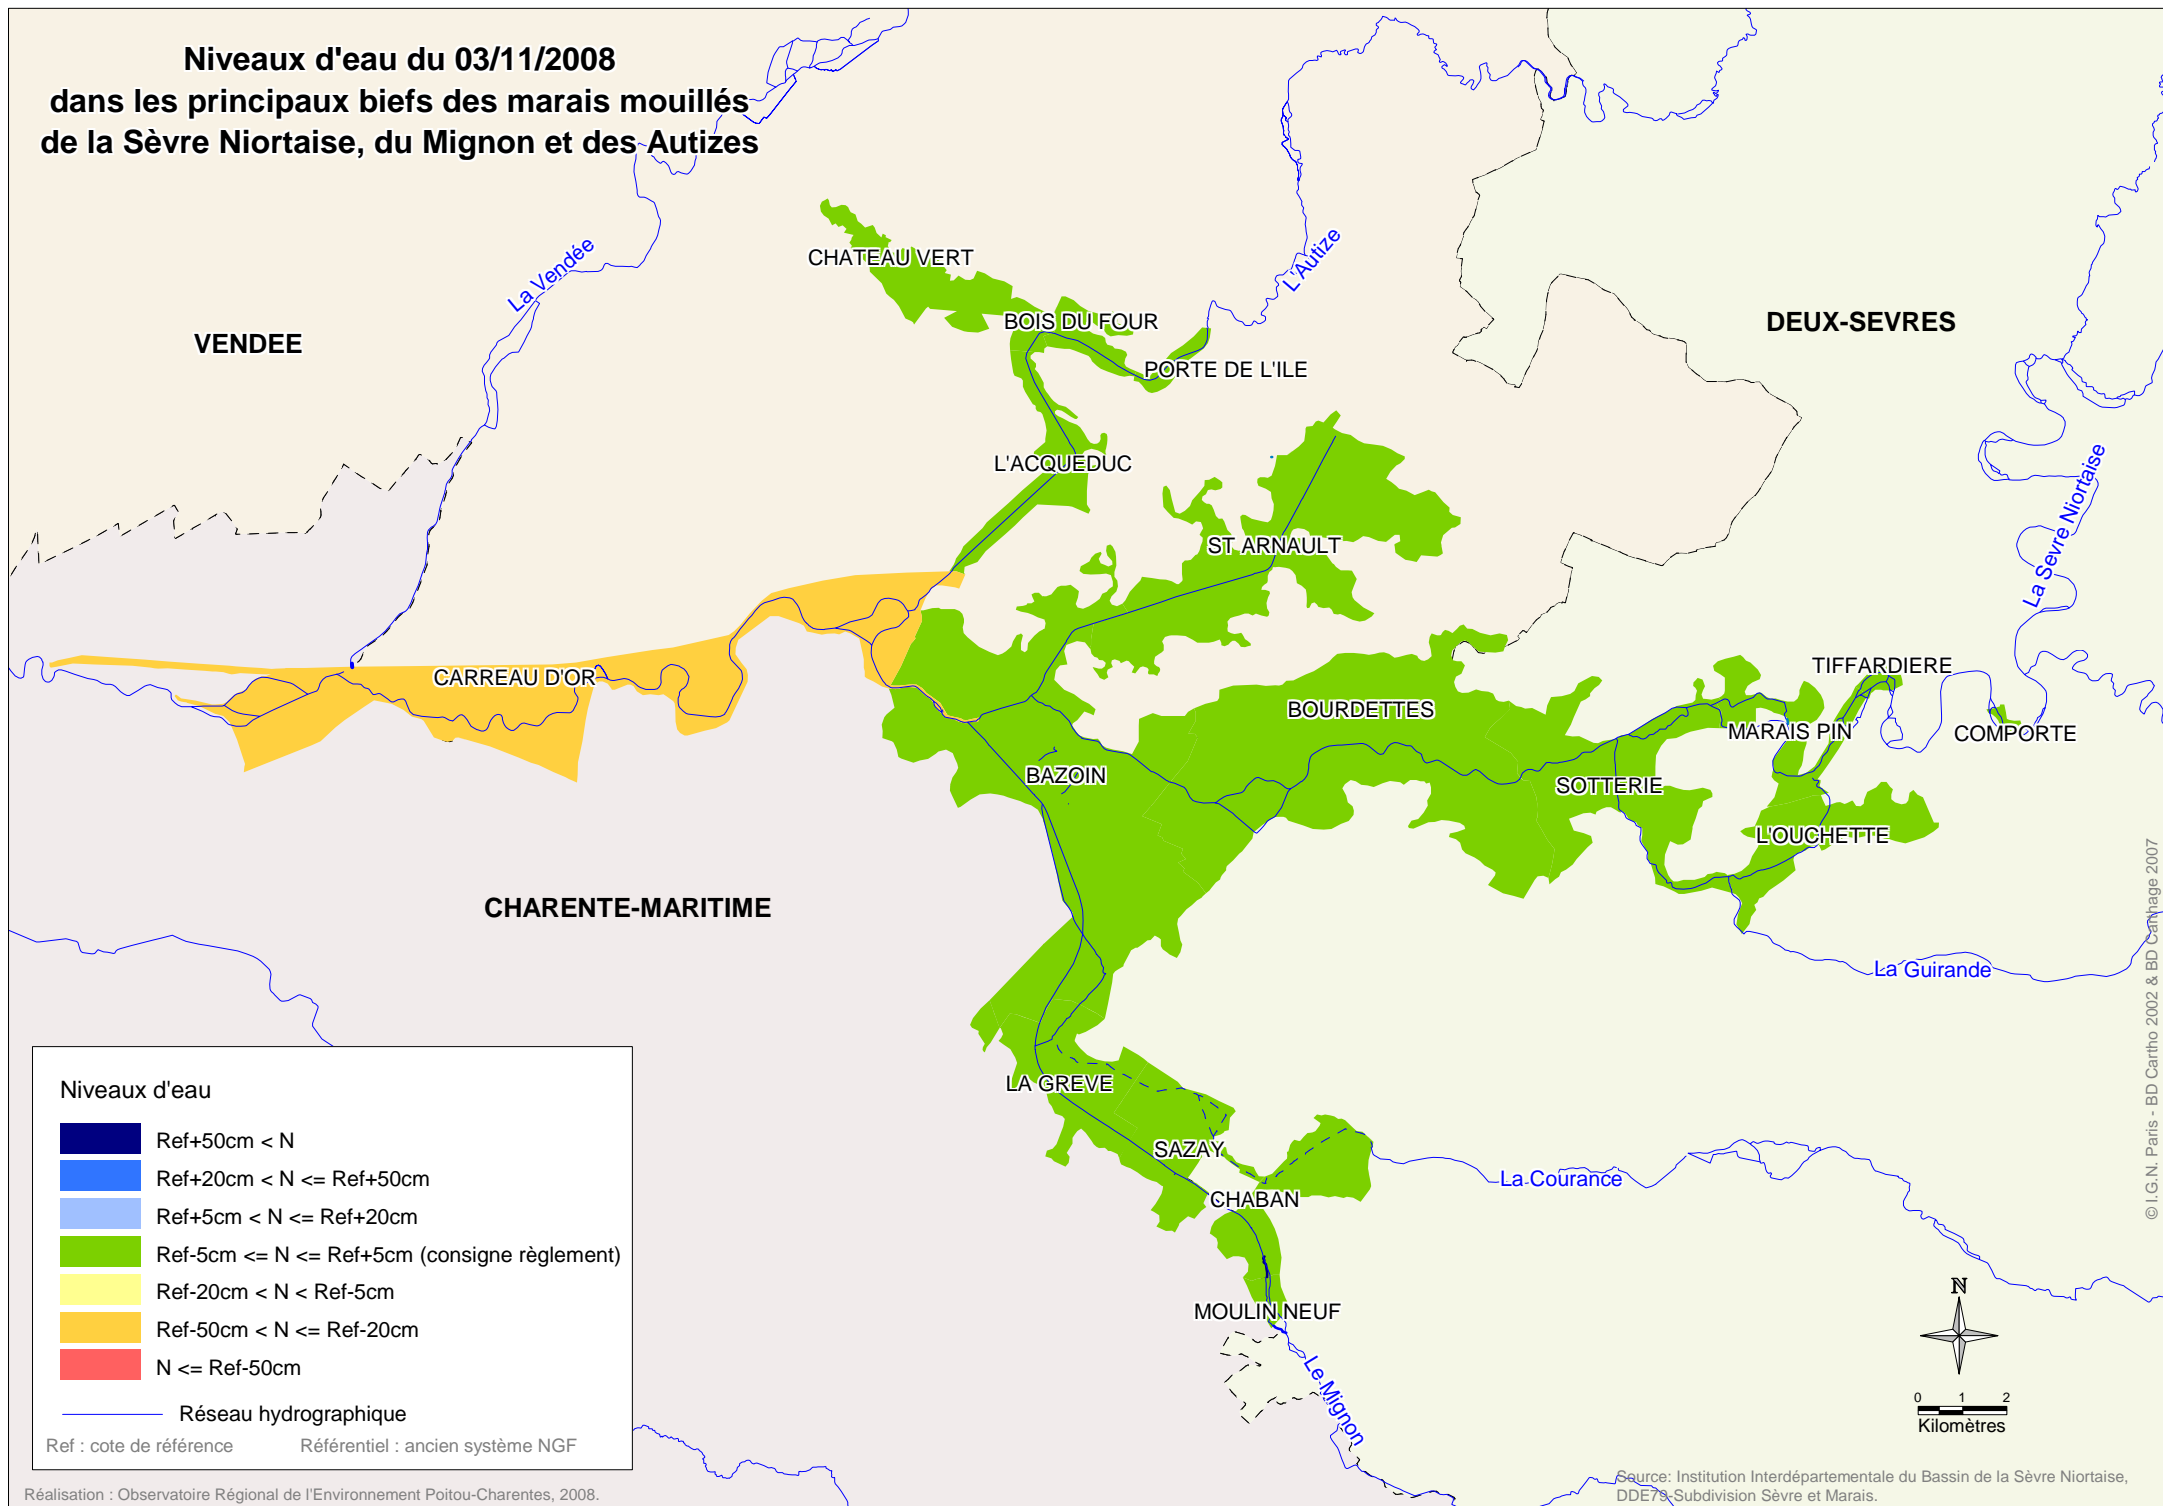 Niveaux d'eau du 03/11/2008
dans les principaux biefs des marais mouillés
de la Sèvre Niortaise, du Mignon et des Autizes
La Vendée
L'Autize
CHATEAU VERT
VENDEE
BOIS DU FOUR
DEUX-SEVRES
PORTE DE L'ILE
L'ACQUEDUC
La Sevre Niortaise
ST ARNAULT
CARREAU D'OR
TIFFARDIERE
BOURDETTES
MARAIS PIN
COMPORTE
BAZOIN
SOTTERIE
L'OUCHETTE
CHARENTE-MARITIME
La Guirande
LA GREVE
SAZAY
La Courance
CHABAN
MOULIN NEUF
Le Mignon
Niveaux d'eau
Ref+50cm < N
Ref+20cm < N <= Ref+50cm
Ref+5cm < N <= Ref+20cm
Ref-5cm <= N <= Ref+5cm (consigne règlement)
Ref-20cm < N < Ref-5cm
Ref-50cm < N <= Ref-20cm
N <= Ref-50cm
Réseau hydrographique
Ref : cote de référence Référentiel : ancien système NGF
N
0 1 2
Kilomètres
© I.G.N. Paris - BD Cartho 2002 & BD Carthage 2007
Réalisation : Observatoire Régional de l'Environnement Poitou-Charentes, 2008.
Source: Institution Interdépartementale du Bassin de la Sèvre Niortaise,
DDE79-Subdivision Sèvre et Marais.